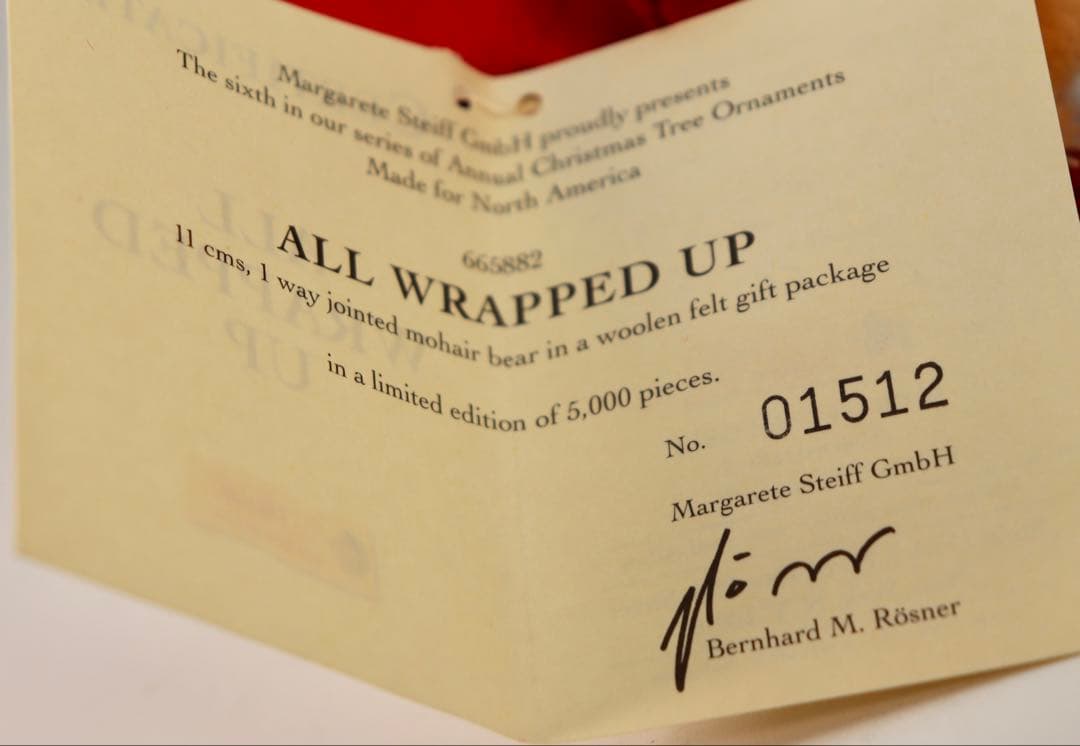 Margarete Steiff GmbH proudly presents
The sixth in our series of Annual Christmas Tree Ornaments
Made for North America
665882
ALL WRAPPED UP
11 cms, 1 way jointed mohair bear in a woolen felt gift package
in a limited edition of 5,000 pieces.
No. 01512
Margarete Steiff GmbH
Bernhard M. Rösner